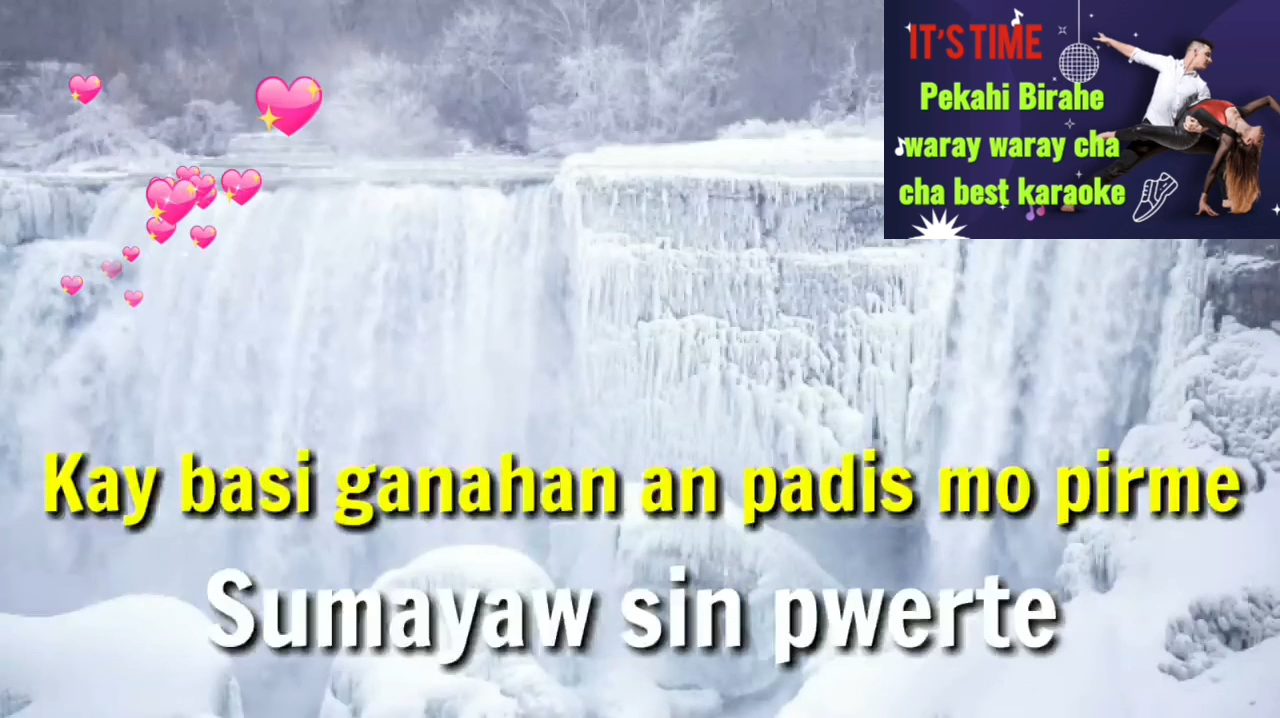 IT'S TIME
Pekahi Birahe
waray waray cha
cha best karaoke
Kay basi ganahan an padis mo pirme
Sumayaw sin pwerte